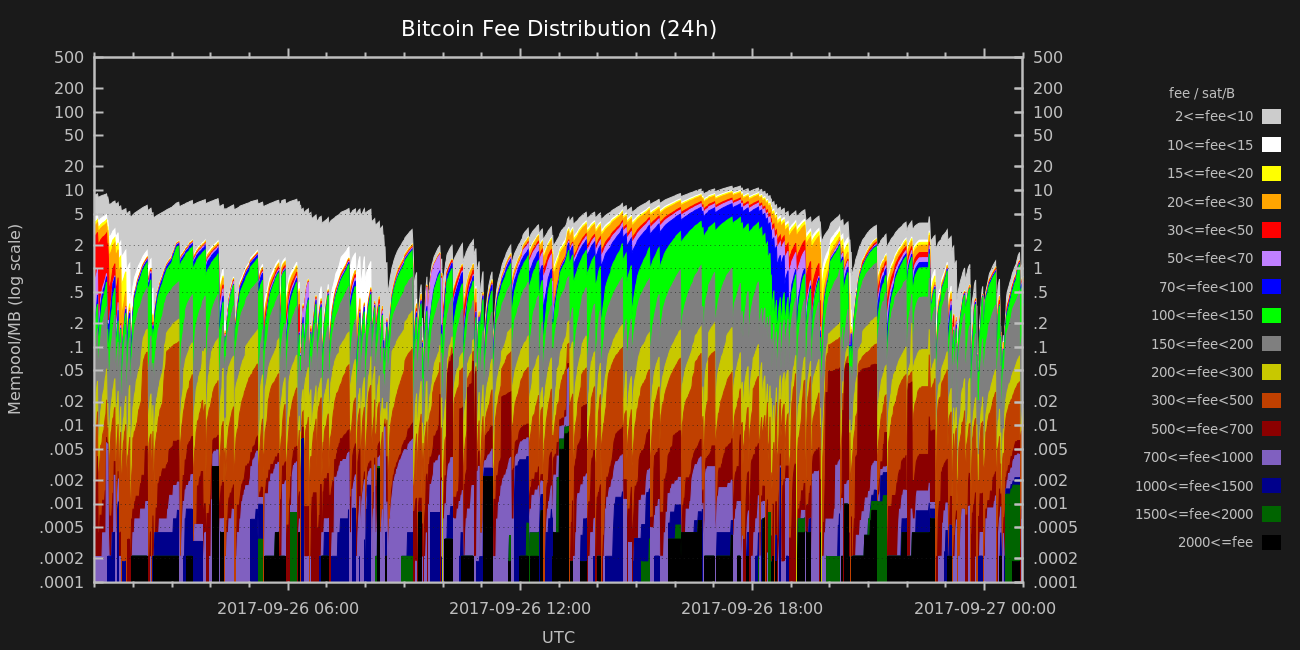 Bitcoin Fee Distribution (24h)
500 500
200 200
100 100
50 50
20 20
10 10
5 5
2 2
1 1
.5 .5
.2 .2
.1 .1
.05 .05
.02 .02
.01 .01
.005 .005
.002 .002
.001 .001
.0005 .0005
.0002 .0002
.0001 .0001
Mempool/MB (log scale)
2017-09-26 06:00 2017-09-26 12:00 2017-09-26 18:00 2017-09-27 00:00
UTC
fee / sat/B
2<=fee<10
10<=fee<15
15<=fee<20
20<=fee<30
30<=fee<50
50<=fee<70
70<=fee<100
100<=fee<150
150<=fee<200
200<=fee<300
300<=fee<500
500<=fee<700
700<=fee<1000
1000<=fee<1500
1500<=fee<2000
2000<=fee